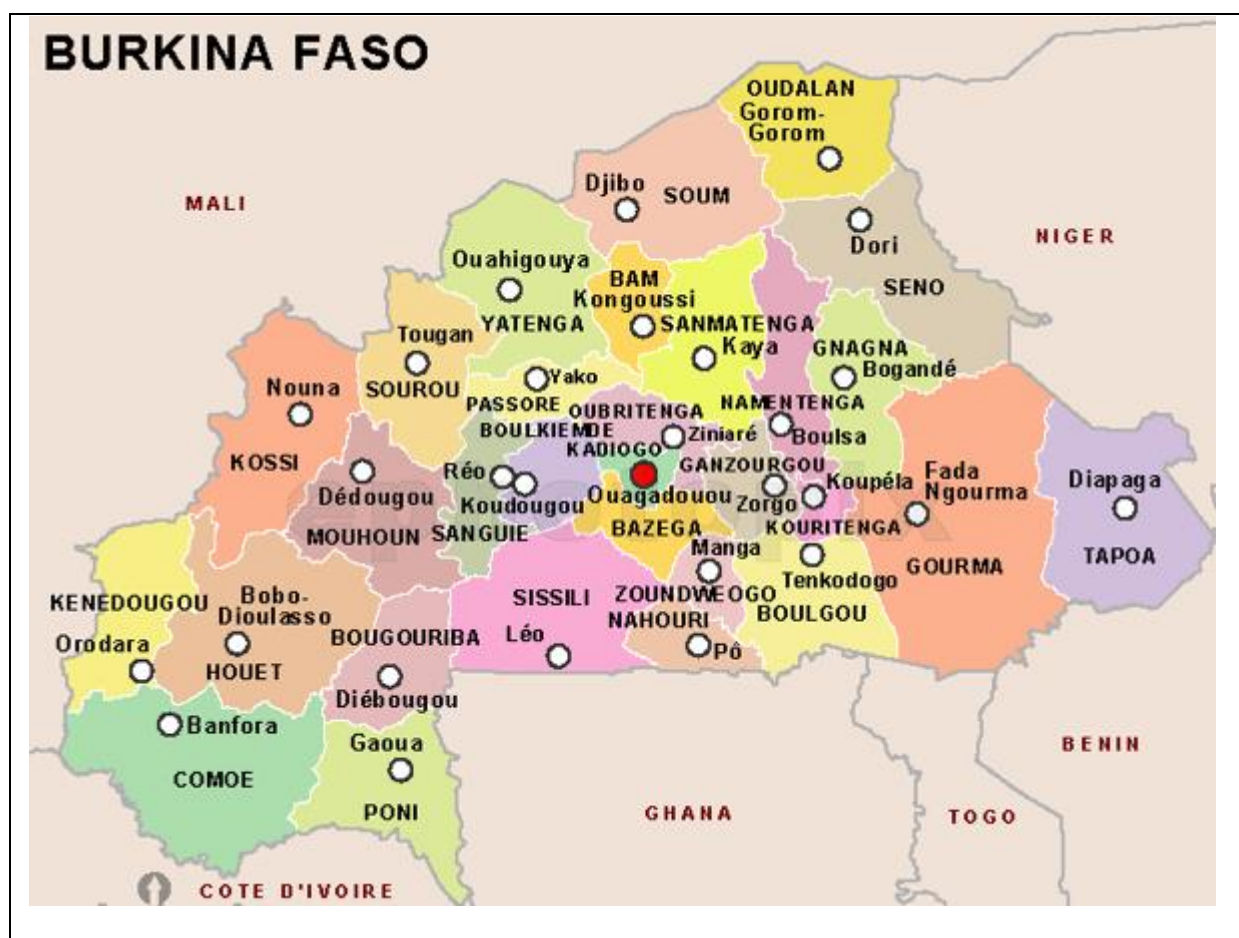 BURKINA FASO
OUDALAN
Gorom-
Gorom
Djibo
SOUM
MALI
NIGER
Dori
SENO
Ouahigouya
BAM
Kongoussi
YATENGA
SANMATENGA
Tougan
Kaya
GNAGNA
Bogandé
Nouna
SOUROU
Yako
PASSORE
NAMENTENGA
OUBRITENGA
BOULKIEMDE
Ziniaré
Boulsa
KOSSI
KADIOGO
GANZOURGOU
Réo
Fada
Ngourma
Diapaga
Dédougou
Koudougou
Ouagadouou
Zorgo
Koupéla
MOUHOUN
SANGUIE
BAZEGA
KOURITENGA
Manga
TAPOA
Tenkodogo
GOURMA
KENEDOUGOU
Bobo-
Dioulasso
SISSILI
ZOUNDWEOGO
BOULGOU
NAHOURI
BOUGOURIBA
Orodara
Léo
Pô
HOUET
Diébougou
Banfora
Gaoua
BENIN
COMOE
PONI
GHANA
TOGO
COTE D'IVOIRE